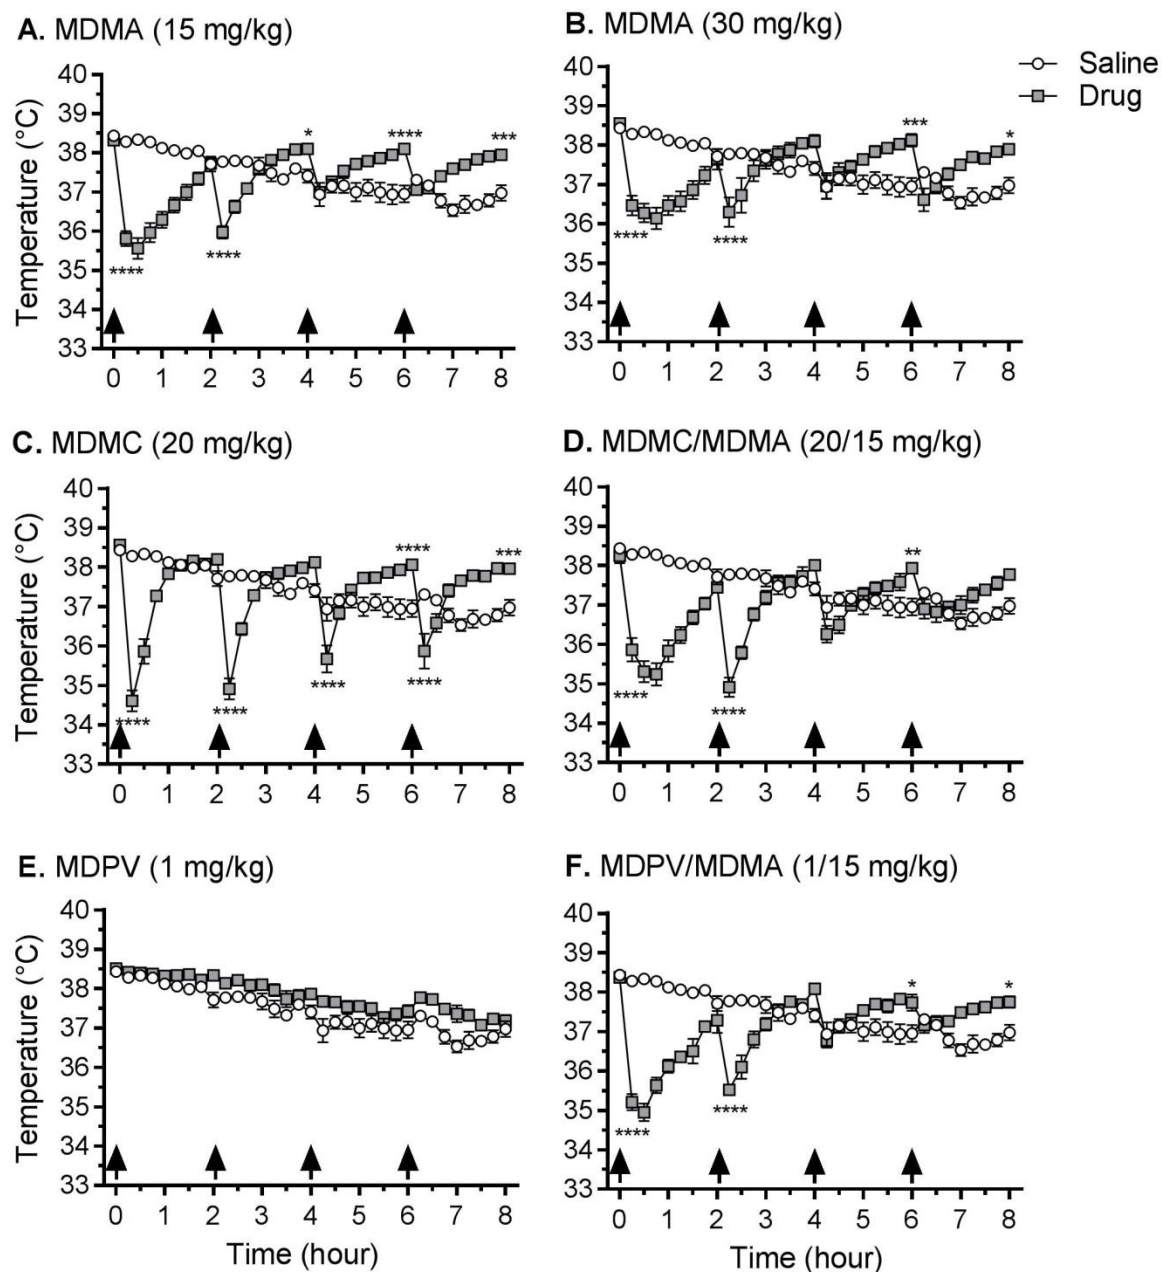 A. MDMA (15 mg/kg)
Temperature (°C)
40
39
38
37
36
35
34
33
* **** ***
**** ****
0 1 2 3 4 5 6 7 8
B. MDMA (30 mg/kg)
Saline
Drug
40
39
38
37
36
35
34
33
*** *
**** ****
0 1 2 3 4 5 6 7 8
C. MDMC (20 mg/kg)
Temperature (°C)
40
39
38
37
36
35
34
33
**** ***
**** **** **** ****
0 1 2 3 4 5 6 7 8
D. MDMC/MDMA (20/15 mg/kg)
40
39
38
37
36
35
34
33
**
**** ****
0 1 2 3 4 5 6 7 8
E. MDPV (1 mg/kg)
Temperature (°C)
40
39
38
37
36
35
34
33
0 1 2 3 4 5 6 7 8
Time (hour)
F. MDPV/MDMA (1/15 mg/kg)
40
39
38
37
36
35
34
33
* *
**** ****
0 1 2 3 4 5 6 7 8
Time (hour)